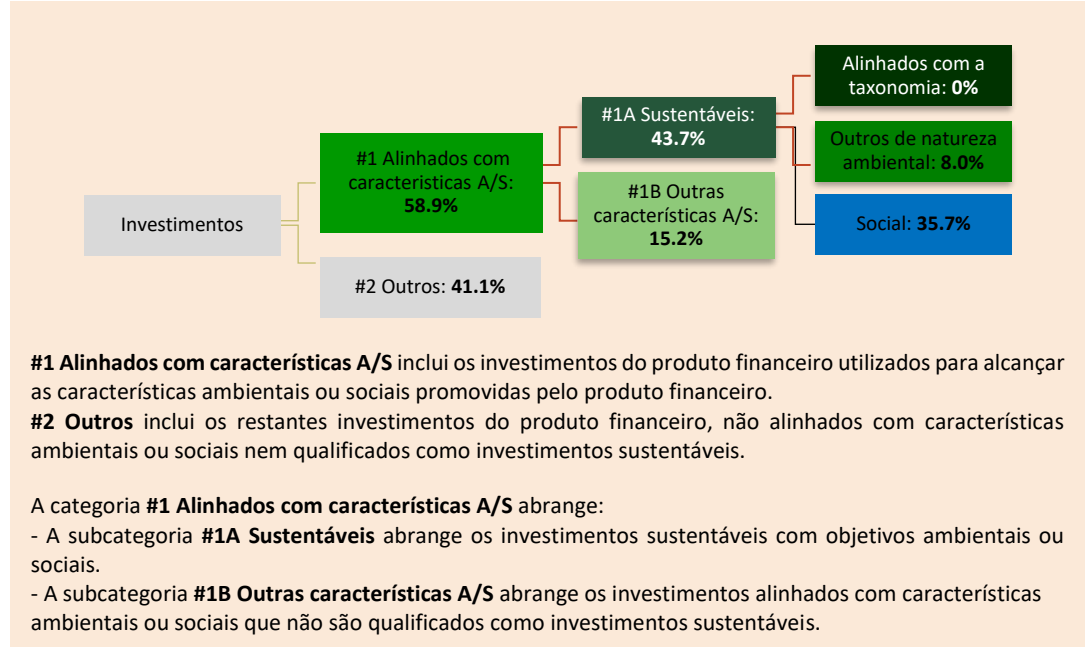 Alinhados com a
taxonomia: 0%
#1A Sustentáveis:
43.7%
Outros de natureza
ambiental: 8.0%
#1 Alinhados com
caracteristicas A/S:
58.9%
#1B Outras
características A/S:
15.2%
Investimentos
Social: 35.7%
#2 Outros: 41.1%
#1 Alinhados com características A/S inclui os investimentos do produto financeiro utilizados para alcançar
as características ambientais ou sociais promovidas pelo produto financeiro.
#2 Outros inclui os restantes investimentos do produto financeiro, não alinhados com características
ambientais ou sociais nem qualificados como investimentos sustentáveis.
A categoria #1 Alinhados com características A/S abrange:
- A subcategoria #1A Sustentáveis abrange os investimentos sustentáveis com objetivos ambientais ou
sociais.
- A subcategoria #1B Outras características A/S abrange os investimentos alinhados com características
ambientais ou sociais que não são qualificados como investimentos sustentáveis.